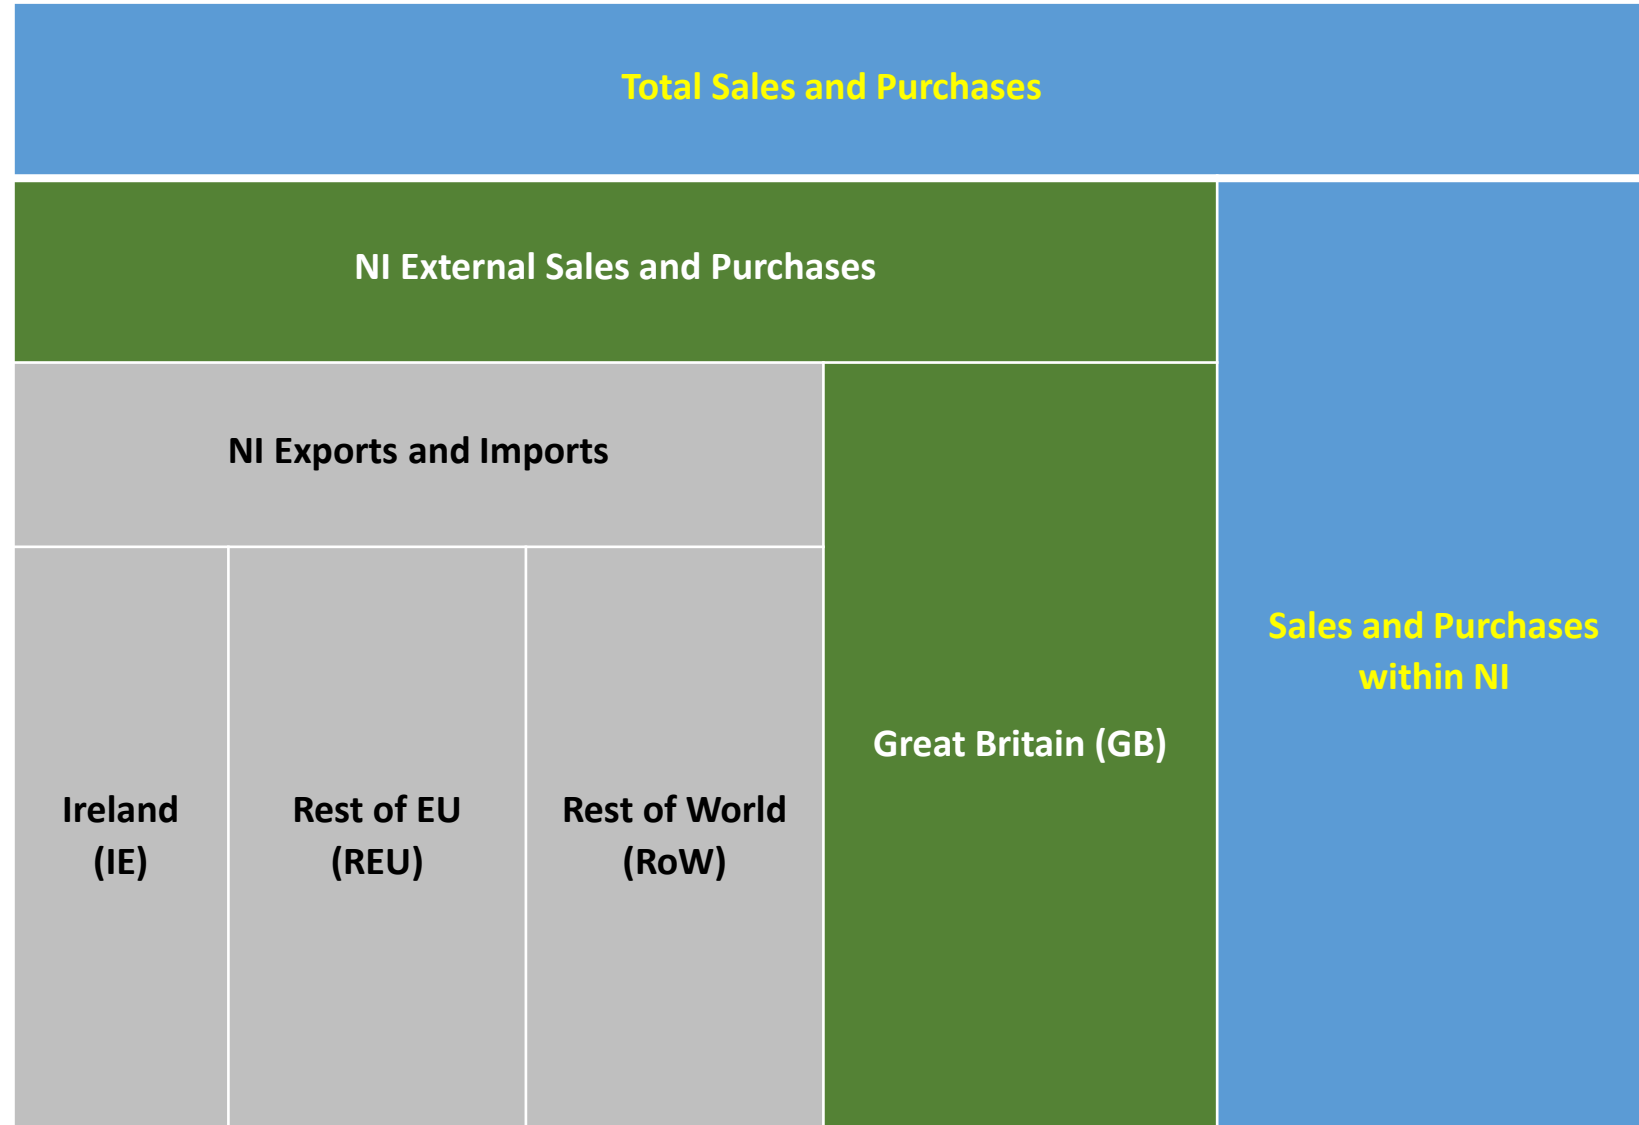 Total Sales and Purchases
NI External Sales and Purchases
NI Exports and Imports
Ireland
(IE)
Rest of EU
(REU)
Rest of World
(RoW)
Great Britain (GB)
Sales and Purchases
within NI